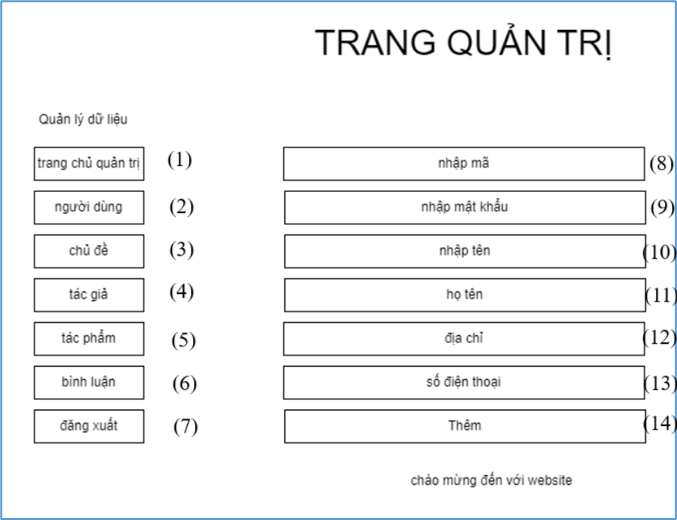 TRANG QUẢN TRỊ
Quản lý dữ liệu
trang chủ quản trị (1) nhập mã (8)
người dùng (2) nhập mật khẩu (9)
chủ đề (3) nhập tên (10)
tác giả (4) họ tên (11)
tác phẩm (5) địa chỉ (12)
bình luận (6) số điện thoại (13)
đăng xuất (7) Thêm (14)
chào mừng đến với website